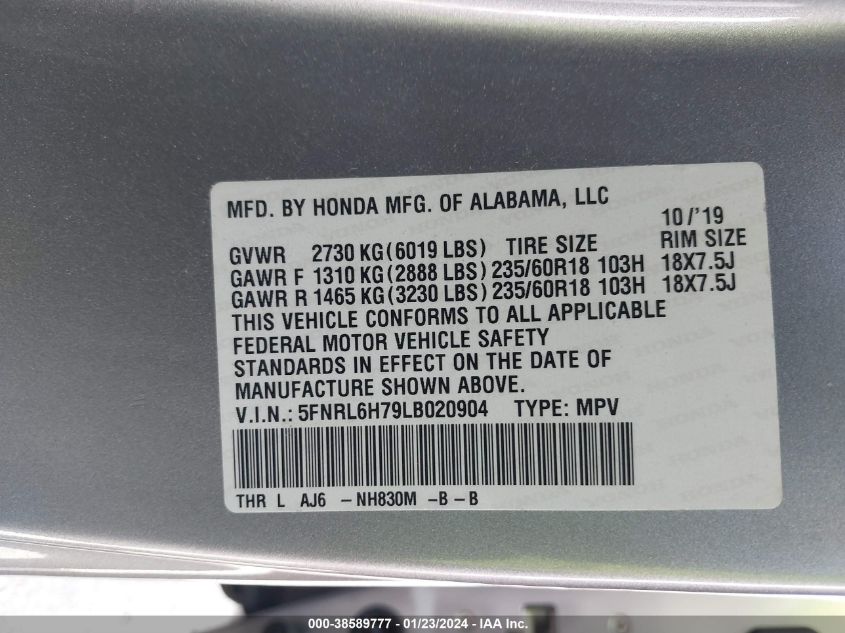 MFD. BY HONDA MFG. OF ALABAMA, LLC
10/'19
GVWR 2730 KG(6019 LBS) TIRE SIZE RIM SIZE
GAWR F 1310 KG(2888 LBS) 235/60R18 103H 18X7.5J
GAWR R 1465 KG(3230 LBS) 235/60R18 103H 18X7.5J
THIS VEHICLE CONFORMS TO ALL APPLICABLE
FEDERAL MOTOR VEHICLE SAFETY
STANDARDS IN EFFECT ON THE DATE OF
MANUFACTURE SHOWN ABOVE.
V.I.N.: 5FNRL6H79LB020904 TYPE: MPV
THR L AJ6 -NH830M -B-B
000-38589777 - 01/23/2024 - IAA Inc.